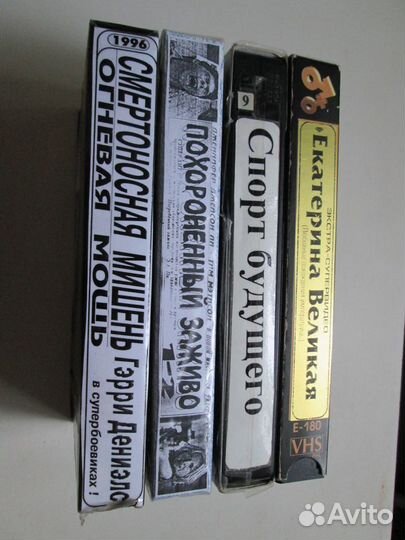 1996
СМЕРТОНОСНАЯ МИШЕНЬ Гэрри Дениэлс
ОГНЕВАЯ МОЩЬ
в супербоевиках!
ПОХОРОНЕННЫЙ ЗАЖИВО
1-2
9
Спорт будущего
Екатерина Великая
ЭКСТРА-СУПЕРВИДЕО
E-180
VHS
Avito